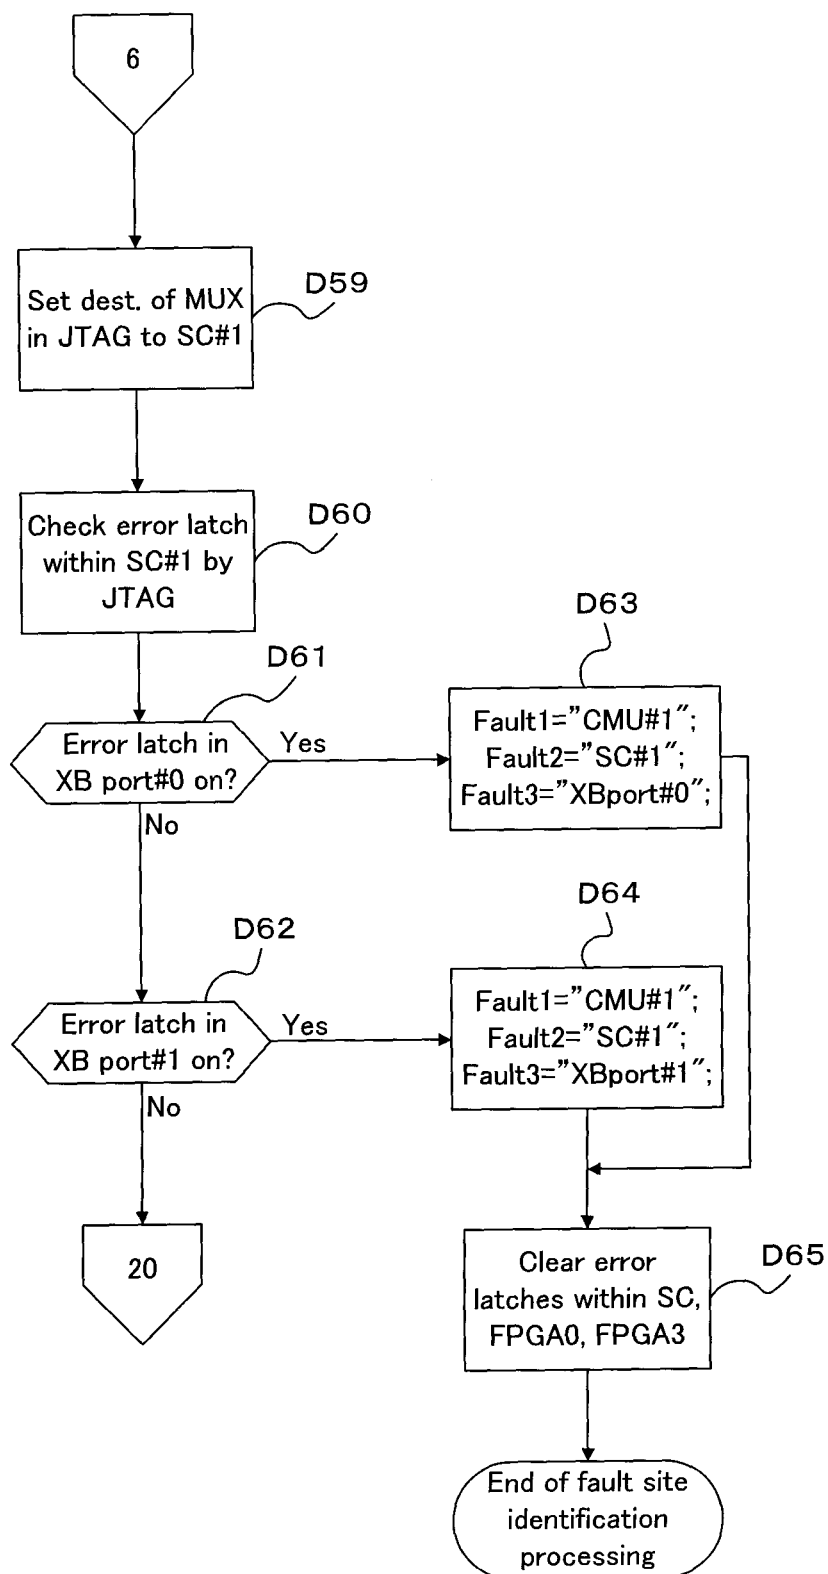 6
D59
Set dest. of MUX
in JTAG to SC#1
D60
Check error latch
within SC#1 by
JTAG
D61
Error latch in
XB port#0 on?
Yes
No
D63
Fault1="CMU#1";
Fault2="SC#1";
Fault3="XBport#0";
D62
Error latch in
XB port#1 on?
Yes
No
D64
Fault1="CMU#1";
Fault2="SC#1";
Fault3="XBport#1";
20
D65
Clear error
latches within SC,
FPGA0, FPGA3
End of fault site
identification
processing